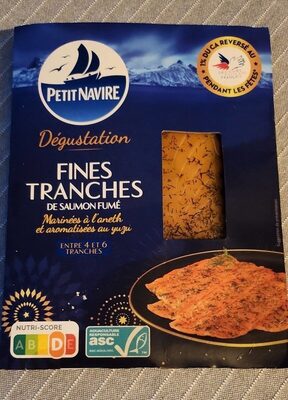 PETIT NAVIRE
1% DU CA REVERSÉ AU
PENDANT LES FÊTES*
Dégustation
FINES
TRANCHES
DE SAUMON FUMÉ
Marinées à l'aneth
et aromatisées au yuzu
ENTRE 4 ET 6
TRANCHES
NUTRI-SCORE
A B C D E
AQUACULTURE
RESPONSABLE
asc